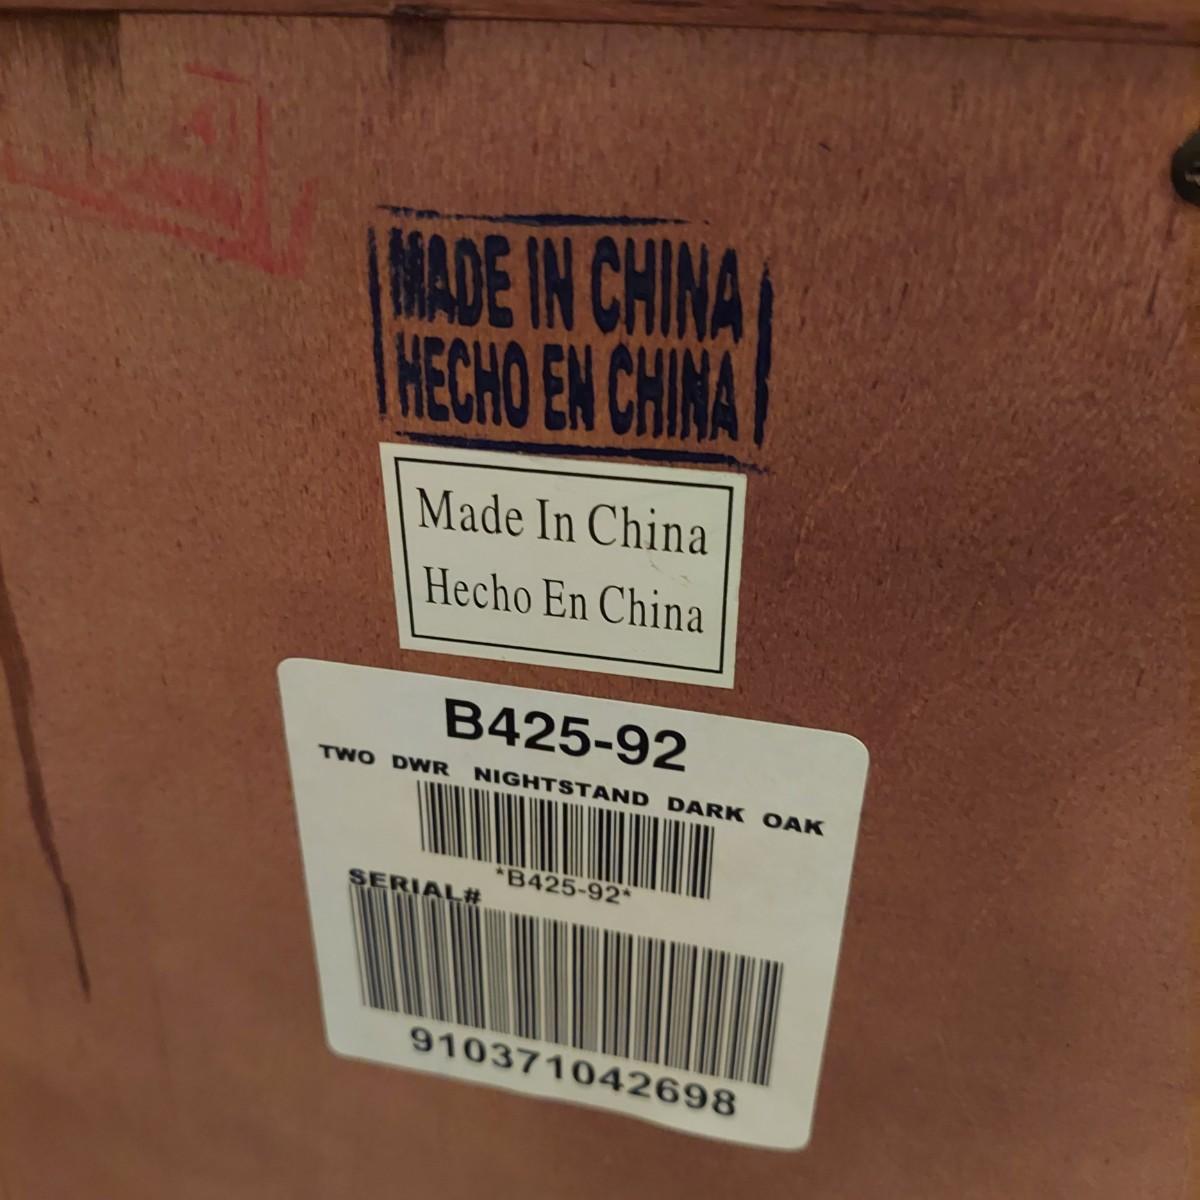 MADE IN CHINA
HECHO EN CHINA
Made In China
Hecho En China
B425-92
TWO DWR NIGHTSTAND DARK OAK
*B425-92*
SERIAL#
910371042698